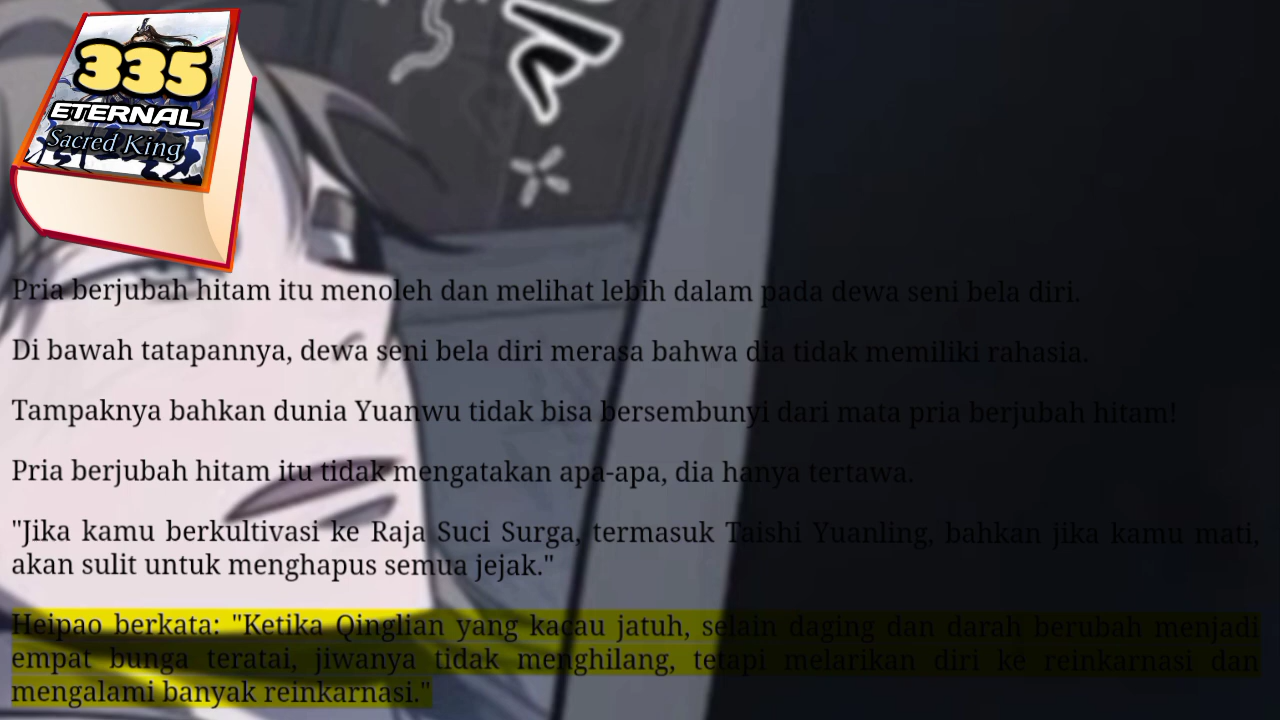 335
ETERNAL
Sacred King
Pria berjubah hitam itu menoleh dan melihat lebih dalam pada dewa seni bela diri.
Di bawah tatapannya, dewa seni bela diri merasa bahwa dia tidak memiliki rahasia.
Tampaknya bahkan dunia Yuanwu tidak bisa bersembunyi dari mata pria berjubah hitam!
Pria berjubah hitam itu tidak mengatakan apa-apa, dia hanya tertawa.
"Jika kamu berkultivasi ke Raja Suci Surga, termasuk Taishi Yuanling, bahkan jika kamu mati,
akan sulit untuk menghapus semua jejak."
Heipao berkata: "Ketika Qinglian yang kacau jatuh, selain daging dan darah berubah menjadi
empat bunga teratai, jiwanya tidak menghilang, tetapi melarikan diri ke reinkarnasi dan
mengalami banyak reinkarnasi."